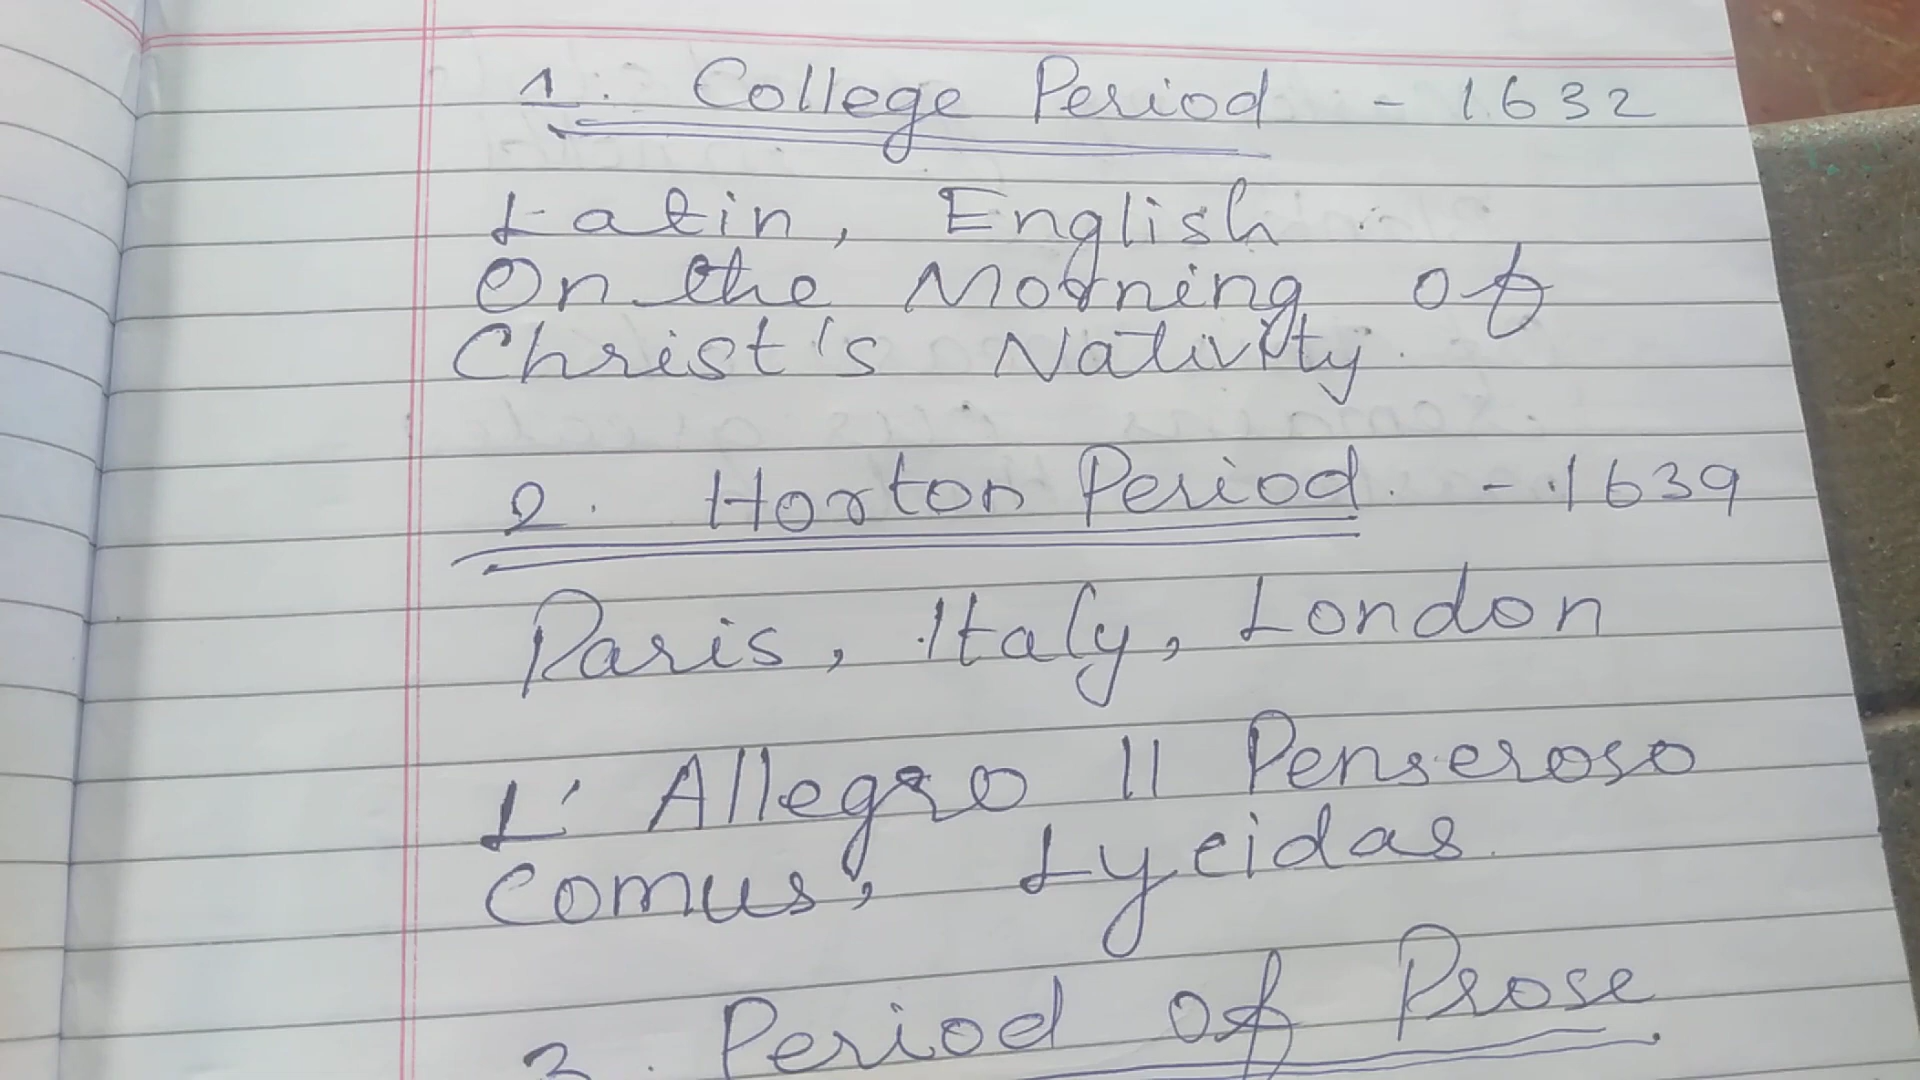 1. College Period - 1632
Latin, English
On the Morning of
Christ's Nativity.
2. Horton Period. - 1639
Paris, Italy, London
L' Allegro Il Penseroso
Comus, Lycidas.
3. Period of Prose.